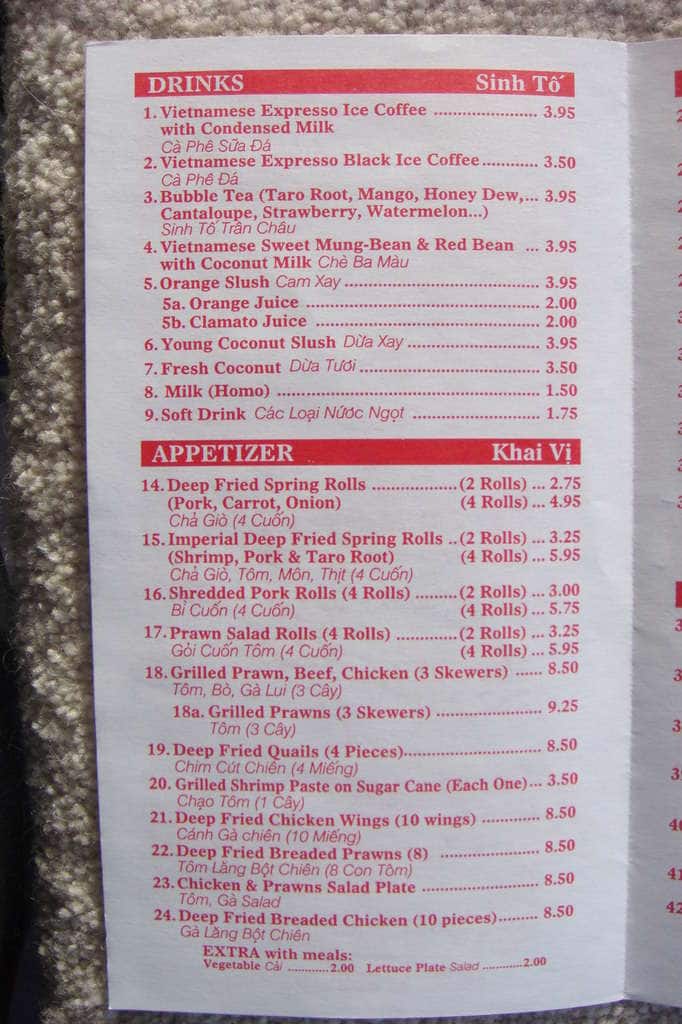 DRINKS Sinh Tố
1. Vietnamese Expresso Ice Coffee ........................ 3.95
with Condensed Milk
Cà Phê Sữa Đá
2. Vietnamese Expresso Black Ice Coffee............. 3.50
Cà Phê Đá
3. Bubble Tea (Taro Root, Mango, Honey Dew,... 3.95
Cantaloupe, Strawberry, Watermelon...)
Sinh Tố Trân Châu
4. Vietnamese Sweet Mung-Bean & Red Bean ... 3.95
with Coconut Milk Chè Ba Màu
5. Orange Slush Cam Xay ............................................. 3.95
5a. Orange Juice ...................................................... 2.00
5b. Clamato Juice .................................................... 2.00
6. Young Coconut Slush Dừa Xay ............................... 3.95
7. Fresh Coconut Dừa Tươi ......................................... 3.50
8. Milk (Homo) ............................................................ 1.50
9. Soft Drink Các Loại Nước Ngọt ............................. 1.75
APPETIZER Khai Vị
14. Deep Fried Spring Rolls ...................(2 Rolls) ... 2.75
(Pork, Carrot, Onion) (4 Rolls) ... 4.95
Chả Giò (4 Cuốn)
15. Imperial Deep Fried Spring Rolls ..(2 Rolls) ... 3.25
(Shrimp, Pork & Taro Root) (4 Rolls) ... 5.95
Chả Giò, Tôm, Môn, Thịt (4 Cuốn)
16. Shredded Pork Rolls (4 Rolls) .........(2 Rolls) ... 3.00
Bì Cuốn (4 Cuốn) (4 Rolls) ... 5.75
17. Prawn Salad Rolls (4 Rolls) .............(2 Rolls) ... 3.25
Gỏi Cuốn Tôm (4 Cuốn) (4 Rolls) ... 5.95
18. Grilled Prawn, Beef, Chicken (3 Skewers) ...... 8.50
Tôm, Bò, Gà Lụi (3 Cây)
18a. Grilled Prawns (3 Skewers) ........................ 9.25
Tôm (3 Cây)
19. Deep Fried Quails (4 Pieces)................................ 8.50
Chim Cút Chiên (4 Miếng)
20. Grilled Shrimp Paste on Sugar Cane (Each One)... 3.50
Chạo Tôm (1 Cây)
21. Deep Fried Chicken Wings (10 wings) ............. 8.50
Cánh Gà chiên (10 Miếng)
22. Deep Fried Breaded Prawns (8) ....................... 8.50
Tôm Lăng Bột Chiên (8 Con Tôm)
23. Chicken & Prawns Salad Plate ........................... 8.50
Tôm, Gà Salad
24. Deep Fried Breaded Chicken (10 pieces)......... 8.50
Gà Lăng Bột Chiên
EXTRA with meals:
Vegetable Cải ............2.00 Lettuce Plate Salad ............2.00